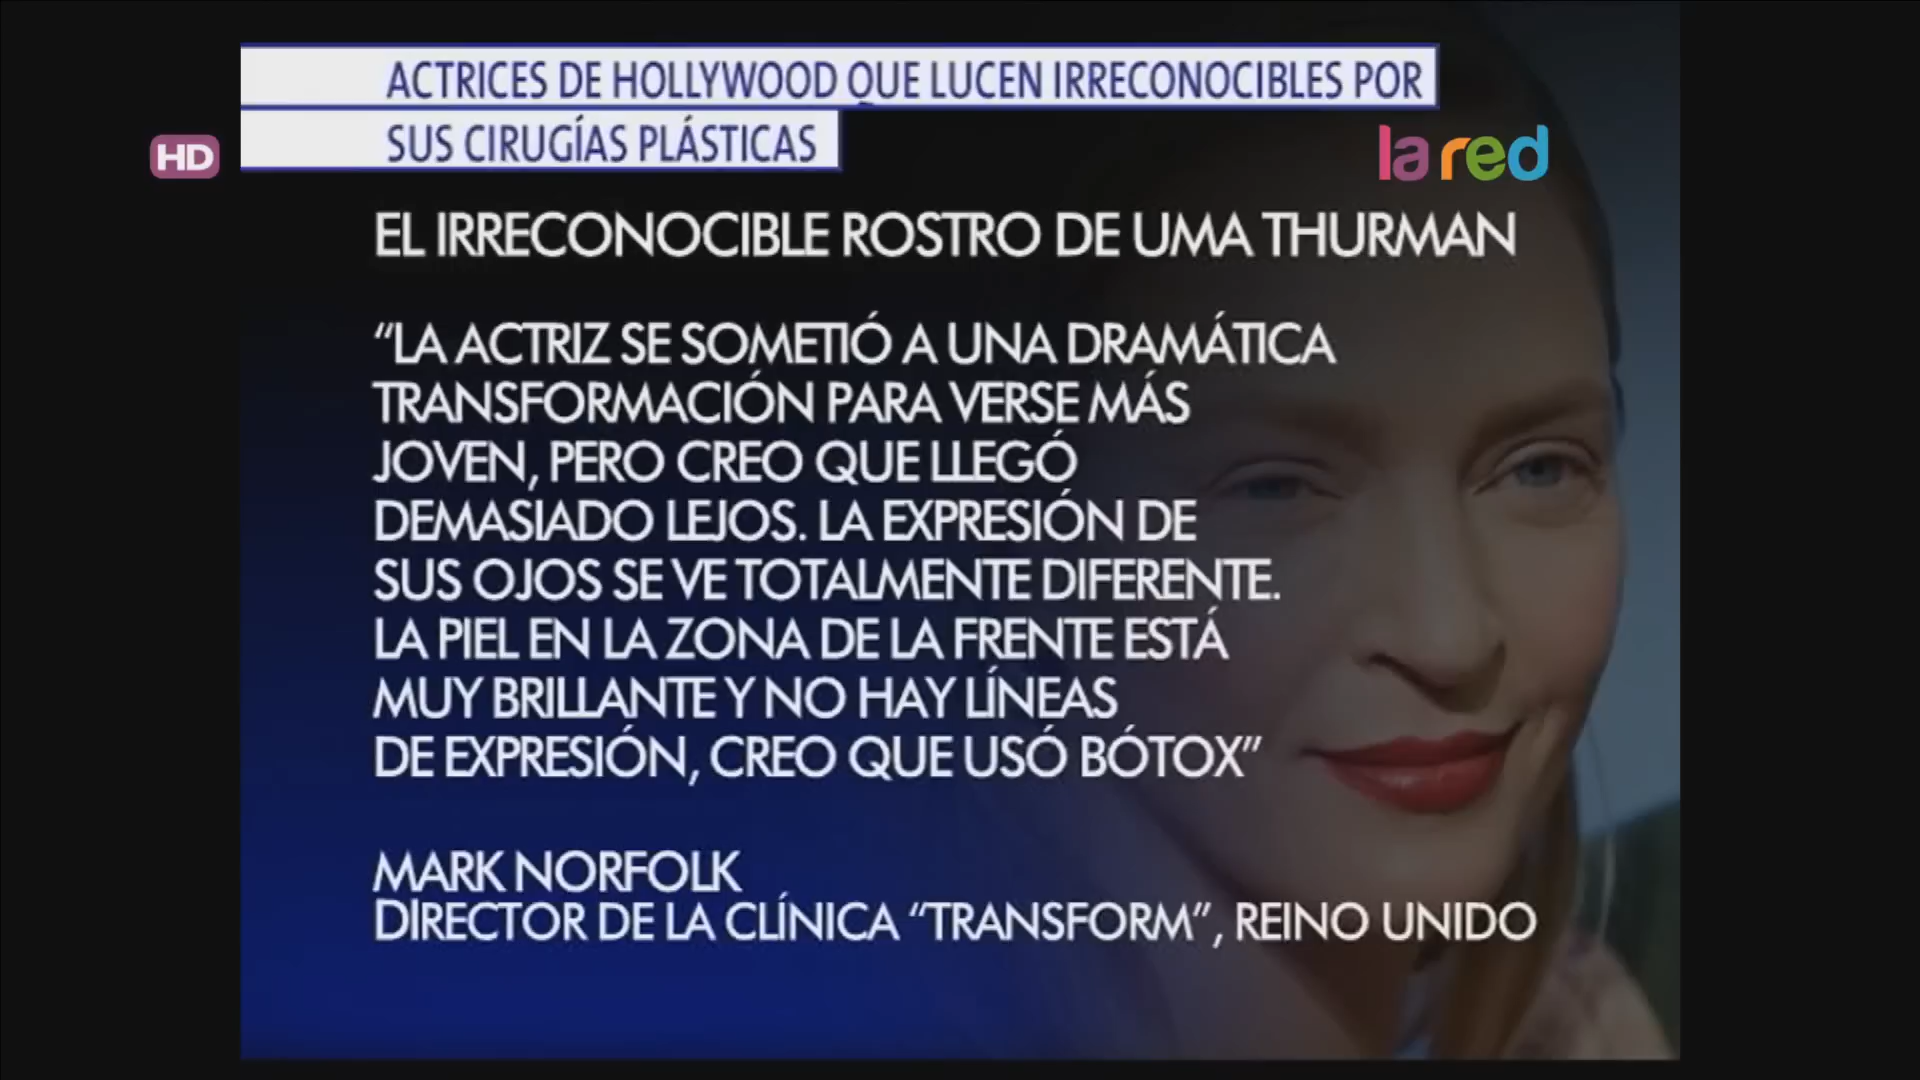 ACTRICES DE HOLLYWOOD QUE LUCEN IRRECONOCIBLES POR
SUS CIRUGÍAS PLÁSTICAS
HD
la red
EL IRRECONOCIBLE ROSTRO DE UMA THURMAN
“LA ACTRIZ SE SOMETIÓ A UNA DRAMÁTICA
TRANSFORMACIÓN PARA VERSE MÁS
JOVEN, PERO CREO QUE LLEGÓ
DEMASIADO LEJOS. LA EXPRESIÓN DE
SUS OJOS SE VE TOTALMENTE DIFERENTE.
LA PIEL EN LA ZONA DE LA FRENTE ESTÁ
MUY BRILLANTE Y NO HAY LÍNEAS
DE EXPRESIÓN, CREO QUE USÓ BÓTOX”
MARK NORFOLK
DIRECTOR DE LA CLÍNICA “TRANSFORM”, REINO UNIDO